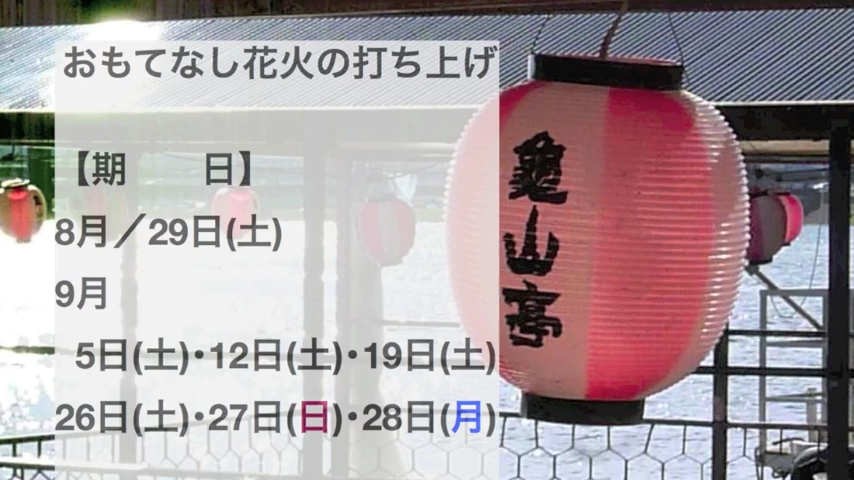 おもてなし花火の打ち上げ
【期　　日】
8月／29日(土)
9月
5日(土)・12日(土)・19日(土)
26日(土)・27日(日)・28日(月)
亀山亭